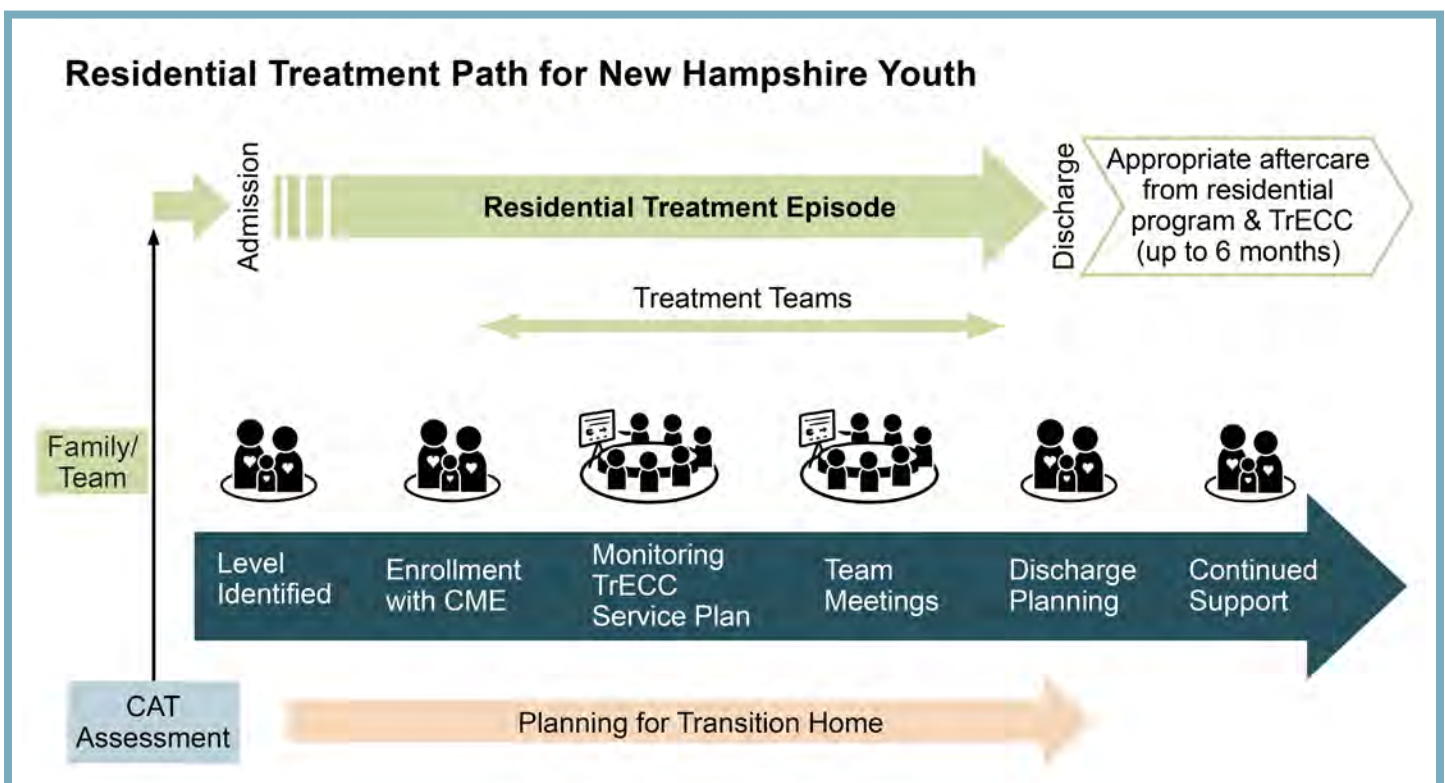 Residential Treatment Path for New Hampshire Youth
Admission
Residential Treatment Episode
Discharge
Appropriate aftercare
from residential
program & TrECC
(up to 6 months)
Treatment Teams
Family/
Team
Level
Identified
Enrollment
with CME
Monitoring
TrECC
Service Plan
Team
Meetings
Discharge
Planning
Continued
Support
CAT
Assessment
Planning for Transition Home